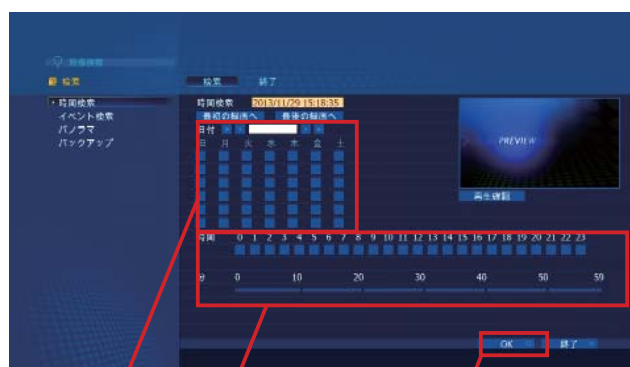 検索
検索 終了
・時間検索
イベント検索
パノラマ
バックアップ
時間検索 2013/11/29 15:18:35
最初の録画へ 最後の録画へ
日付
日 月 火 水 木 金 土
PREVIEW
再生確認
時間 0 1 2 3 4 5 6 7 8 9 10 11 12 13 14 15 16 17 18 19 20 21 22 23
分 0 10 20 30 40 50 59
OK 終了